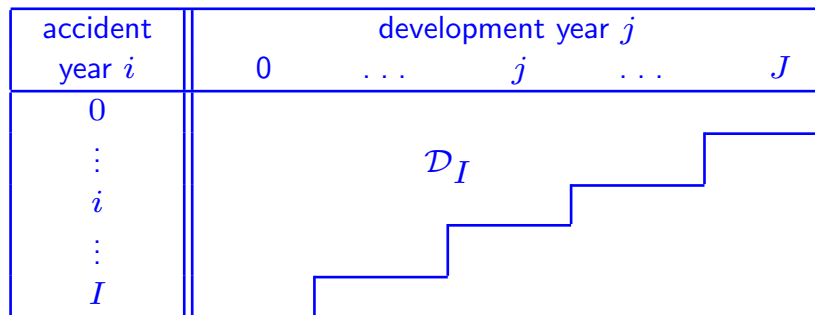 accident development year j
year i 0 . . . j . . . J
0
⋮
𝒟_I
i
⋮
I